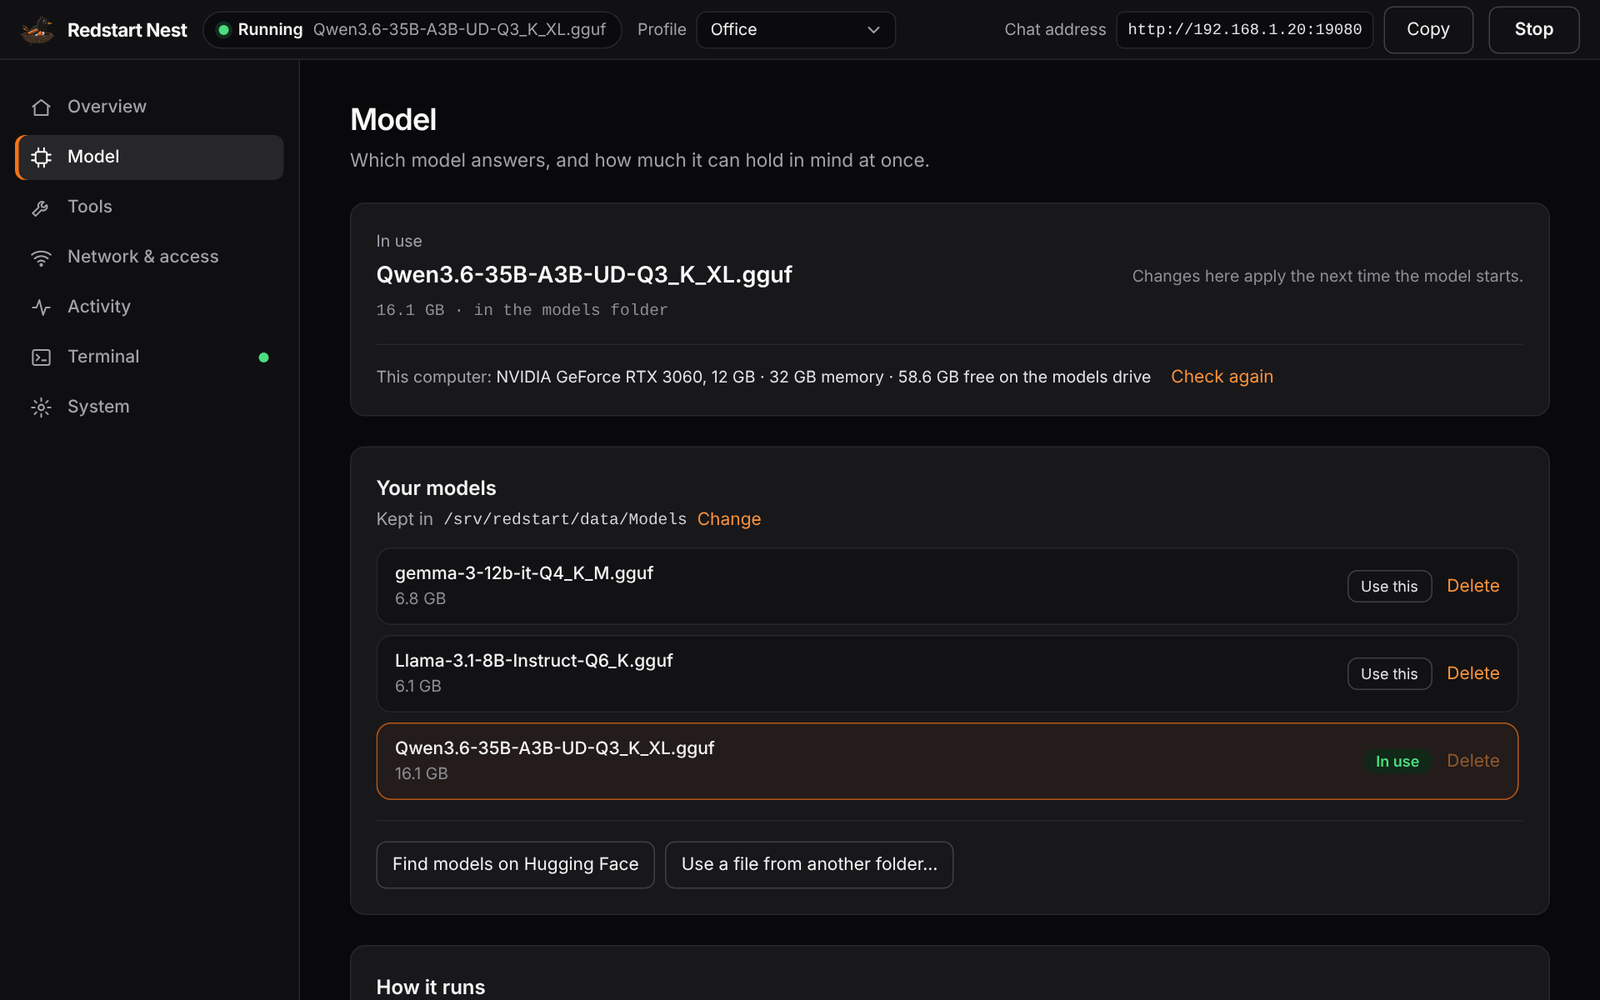 Redstart Nest
Running Qwen3.6-35B-A3B-UD-Q3_K_XL.gguf
Profile
Office
Chat address
http://192.168.1.20:19080
Copy
Stop
Overview
Model
Tools
Network & access
Activity
Terminal
System
Model
Which model answers, and how much it can hold in mind at once.
In use
Qwen3.6-35B-A3B-UD-Q3_K_XL.gguf
Changes here apply the next time the model starts.
16.1 GB · in the models folder
This computer: NVIDIA GeForce RTX 3060, 12 GB · 32 GB memory · 58.6 GB free on the models drive Check again
Your models
Kept in /srv/redstart/data/Models Change
gemma-3-12b-it-Q4_K_M.gguf
6.8 GB
Use this
Delete
Llama-3.1-8B-Instruct-Q6_K.gguf
6.1 GB
Use this
Delete
Qwen3.6-35B-A3B-UD-Q3_K_XL.gguf
16.1 GB
In use
Delete
Find models on Hugging Face
Use a file from another folder...
How it runs